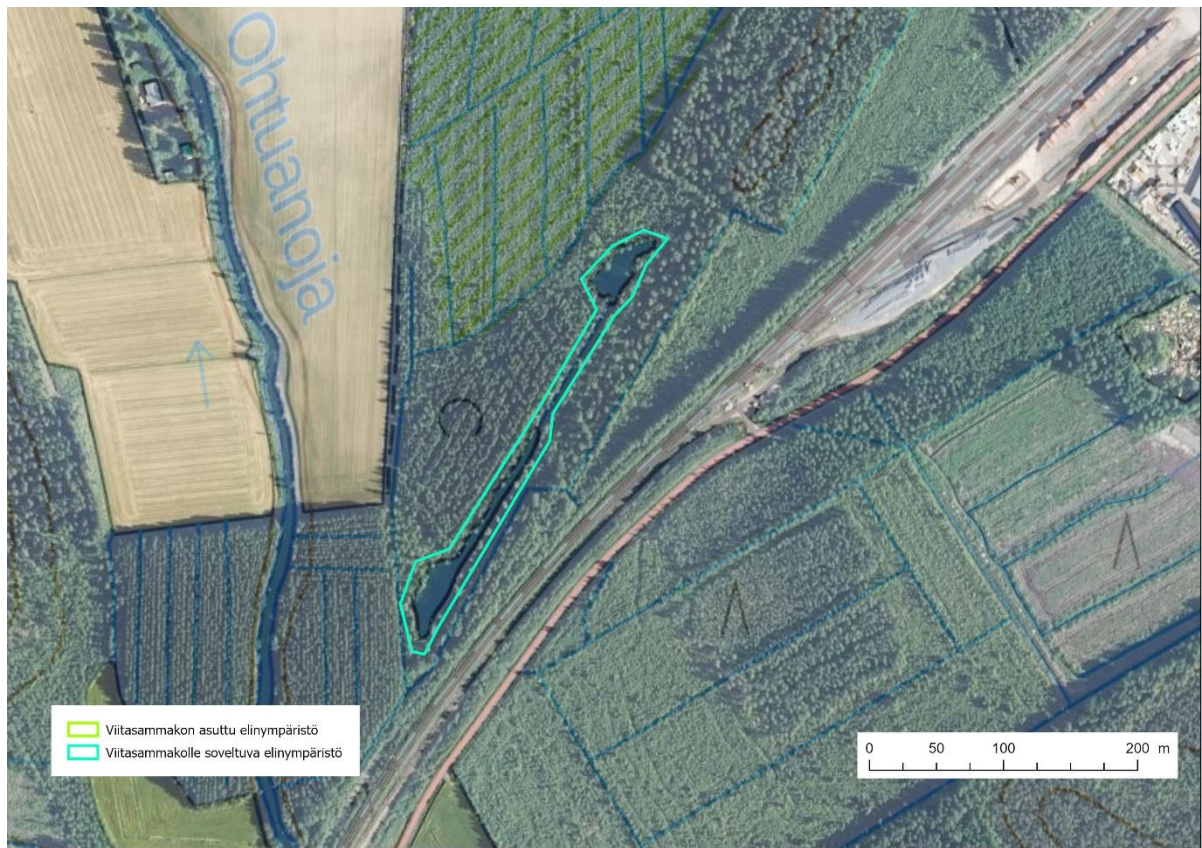 Ohtuanoja
Viitasammakon asuttu elinympäristö
Viitasammakolle soveltuva elinympäristö
0 50 100 200 m